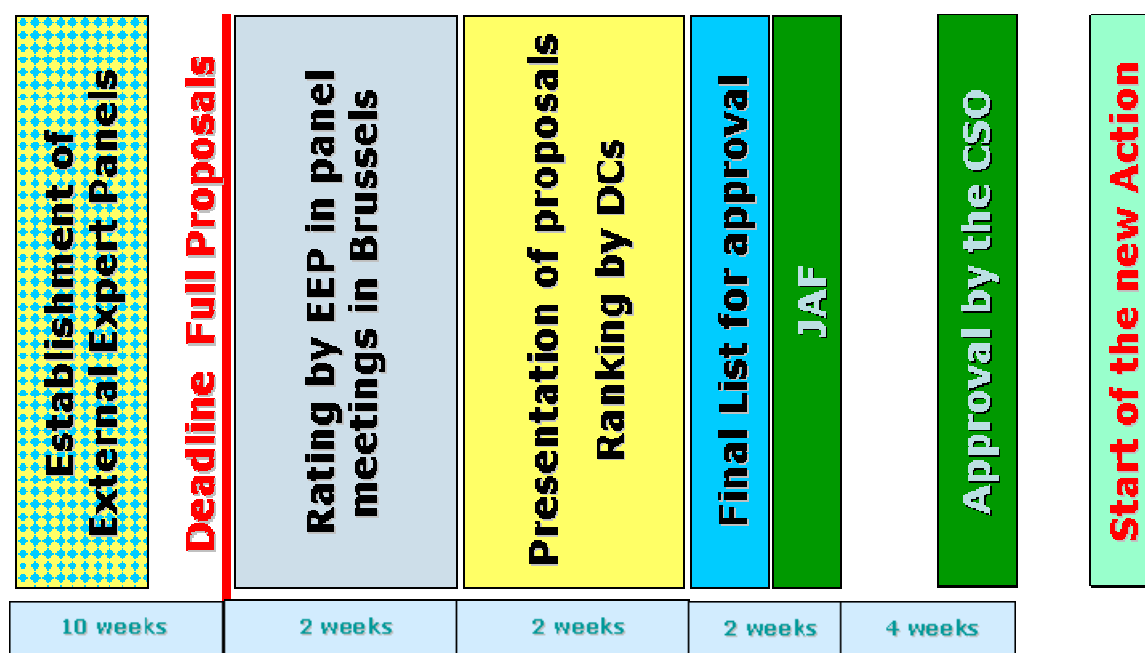 Establishment of
External Expert Panels
Deadline Full Proposals
Rating by EEP in panel
meetings in Brussels
Presentation of proposals
Ranking by DCs
Final List for approval
JAF
Approval by the CSO
Start of the new Action
10 weeks
2 weeks
2 weeks
2 weeks
4 weeks